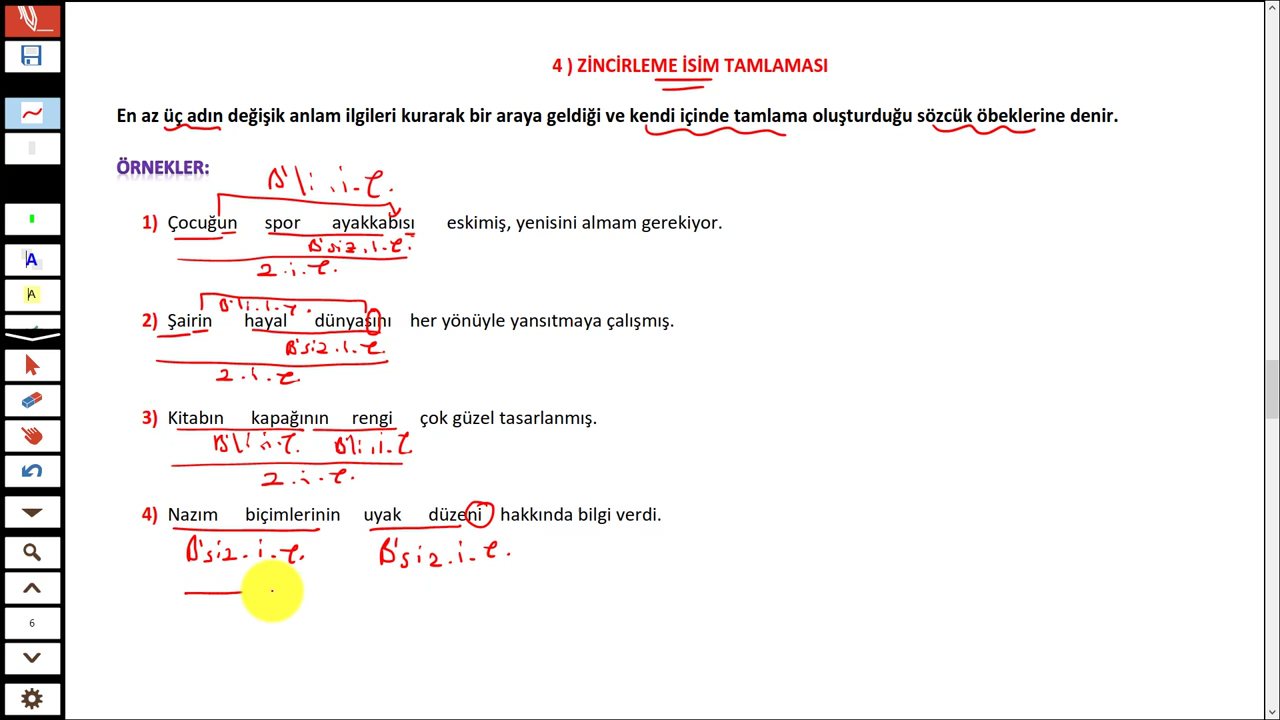 4 ) ZİNCİRLEME İSİM TAMLAMASI
En az üç adın değişik anlam ilgileri kurarak bir araya geldiği ve kendi içinde tamlama oluşturduğu sözcük öbeklerine denir.
ÖRNEKLER:
B'li.i.t.
1) Çocuğun spor ayakkabısı eskimiş, yenisini almam gerekiyor.
B'siz.i.t.
Z.i.t.
B'li.i.t.
2) Şairin hayal dünyasını her yönüyle yansıtmaya çalışmış.
B'siz.i.t.
Z.i.t.
3) Kitabın kapağının rengi çok güzel tasarlanmış.
B'li.i.t. B'li.i.t
Z.i.t.
4) Nazım biçimlerinin uyak düzeni hakkında bilgi verdi.
B'siz.i.t. B'siz.i.t.
A
A
6